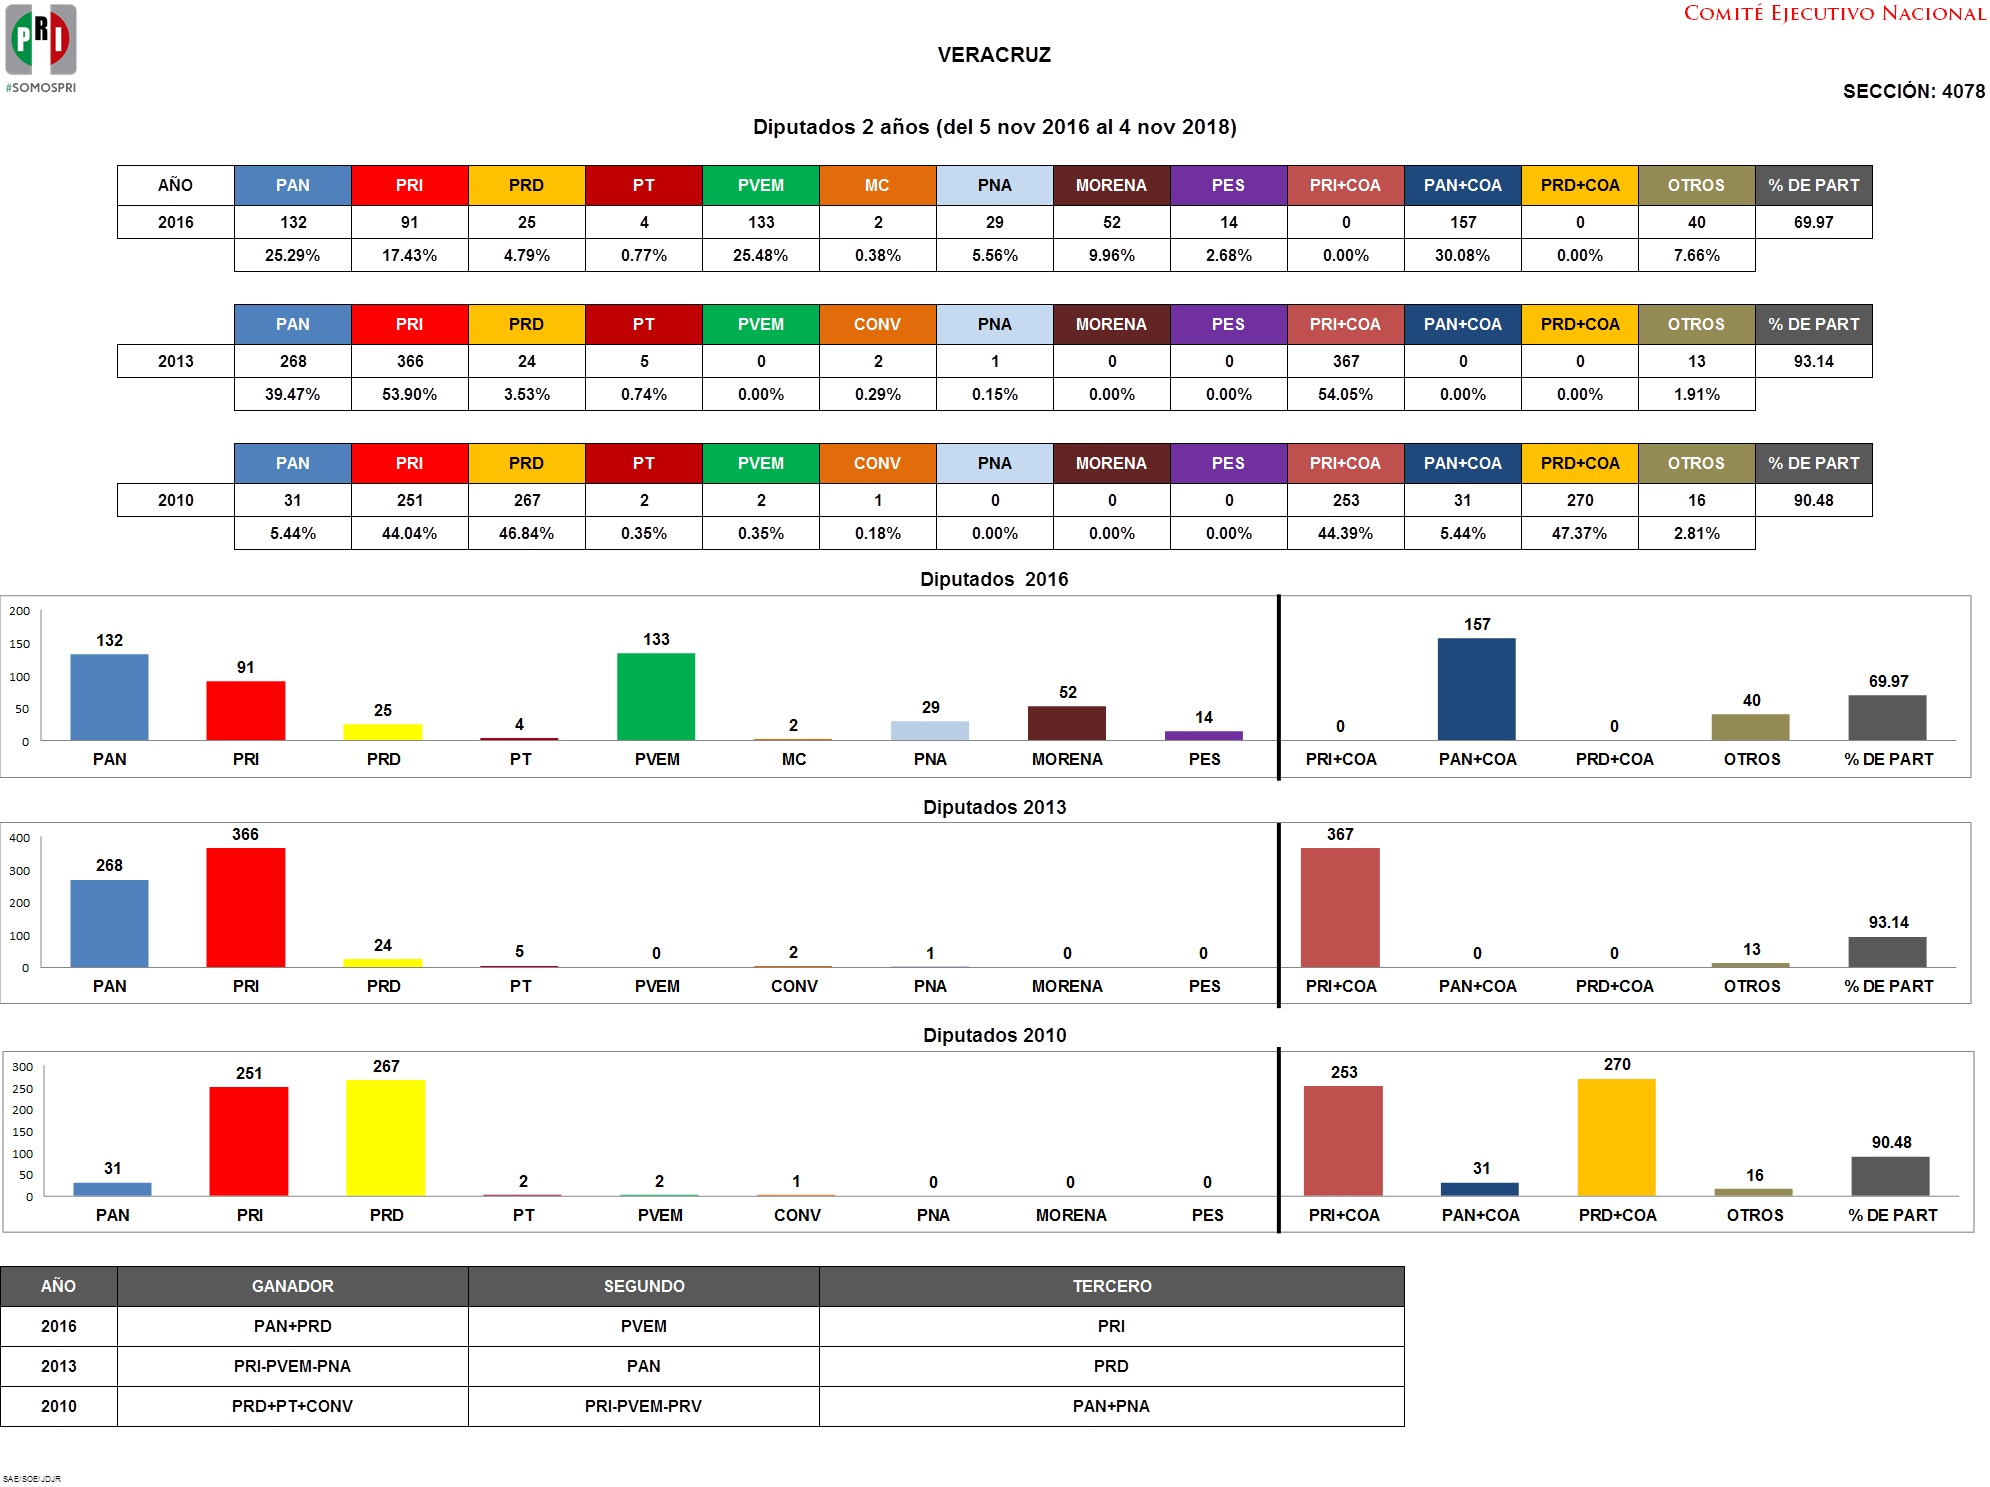 PRI
#SOMOSPRI
COMITÉ EJECUTIVO NACIONAL
VERACRUZ
SECCIÓN: 4078
Diputados 2 años (del 5 nov 2016 al 4 nov 2018)
AÑO PAN PRI PRD PT PVEM MC PNA MORENA PES PRI+COA PAN+COA PRD+COA OTROS % DE PART
2016 132 91 25 4 133 2 29 52 14 0 157 0 40 69.97
25.29% 17.43% 4.79% 0.77% 25.48% 0.38% 5.56% 9.96% 2.68% 0.00% 30.08% 0.00% 7.66%
PAN PRI PRD PT PVEM CONV PNA MORENA PES PRI+COA PAN+COA PRD+COA OTROS % DE PART
2013 268 366 24 5 0 2 1 0 0 367 0 0 13 93.14
39.47% 53.90% 3.53% 0.74% 0.00% 0.29% 0.15% 0.00% 0.00% 54.05% 0.00% 0.00% 1.91%
PAN PRI PRD PT PVEM CONV PNA MORENA PES PRI+COA PAN+COA PRD+COA OTROS % DE PART
2010 31 251 267 2 2 1 0 0 0 253 31 270 16 90.48
5.44% 44.04% 46.84% 0.35% 0.35% 0.18% 0.00% 0.00% 0.00% 44.39% 5.44% 47.37% 2.81%
Diputados 2016
200
150
100
50
0
132 91 25 4 133 2 29 52 14 0 157 0 40 69.97
PAN PRI PRD PT PVEM MC PNA MORENA PES PRI+COA PAN+COA PRD+COA OTROS % DE PART
Diputados 2013
400
300
200
100
0
268 366 24 5 0 2 1 0 0 367 0 0 13 93.14
PAN PRI PRD PT PVEM CONV PNA MORENA PES PRI+COA PAN+COA PRD+COA OTROS % DE PART
Diputados 2010
300
250
200
150
100
50
0
31 251 267 2 2 1 0 0 0 253 31 270 16 90.48
PAN PRI PRD PT PVEM CONV PNA MORENA PES PRI+COA PAN+COA PRD+COA OTROS % DE PART
AÑO GANADOR SEGUNDO TERCERO
2016 PAN+PRD PVEM PRI
2013 PRI-PVEM-PNA PAN PRD
2010 PRD+PT+CONV PRI-PVEM-PRV PAN+PNA
SAE/SOE/JDJR